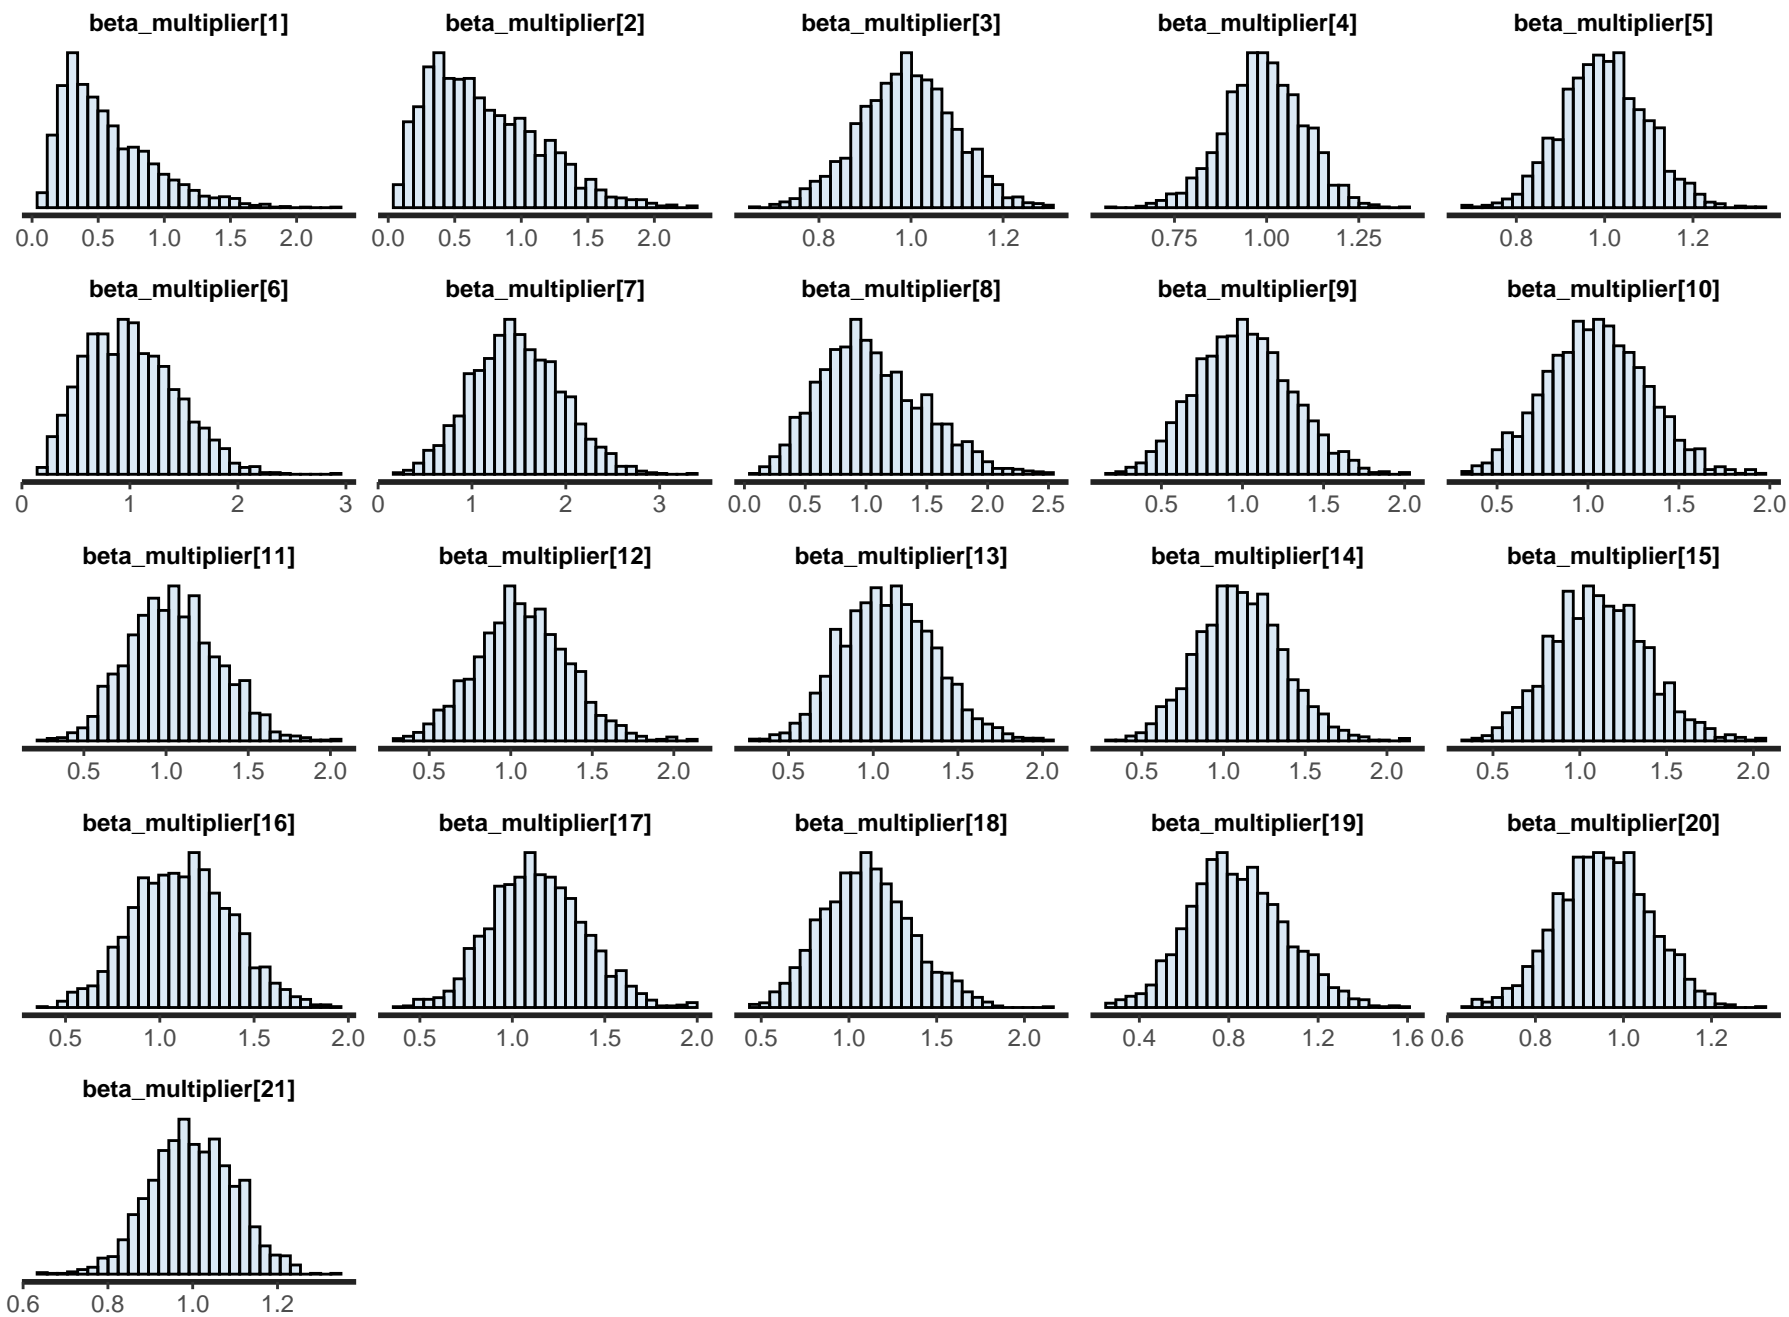 beta_multiplier[1] beta_multiplier[2] beta_multiplier[3] beta_multiplier[4] beta_multiplier[5]
0.0 0.5 1.0 1.5 2.0 0.0 0.5 1.0 1.5 2.0 0.8 1.0 1.2 0.75 1.00 1.25 0.8 1.0 1.2
beta_multiplier[6] beta_multiplier[7] beta_multiplier[8] beta_multiplier[9] beta_multiplier[10]
0 1 2 3 0 1 2 3 0.0 0.5 1.0 1.5 2.0 2.5 0.5 1.0 1.5 2.0 0.5 1.0 1.5 2.0
beta_multiplier[11] beta_multiplier[12] beta_multiplier[13] beta_multiplier[14] beta_multiplier[15]
0.5 1.0 1.5 2.0 0.5 1.0 1.5 2.0 0.5 1.0 1.5 2.0 0.5 1.0 1.5 2.0 0.5 1.0 1.5 2.0
beta_multiplier[16] beta_multiplier[17] beta_multiplier[18] beta_multiplier[19] beta_multiplier[20]
0.5 1.0 1.5 2.0 0.5 1.0 1.5 2.0 0.5 1.0 1.5 2.0 0.4 0.8 1.2 1.6 0.6 0.8 1.0 1.2
beta_multiplier[21]
0.6 0.8 1.0 1.2